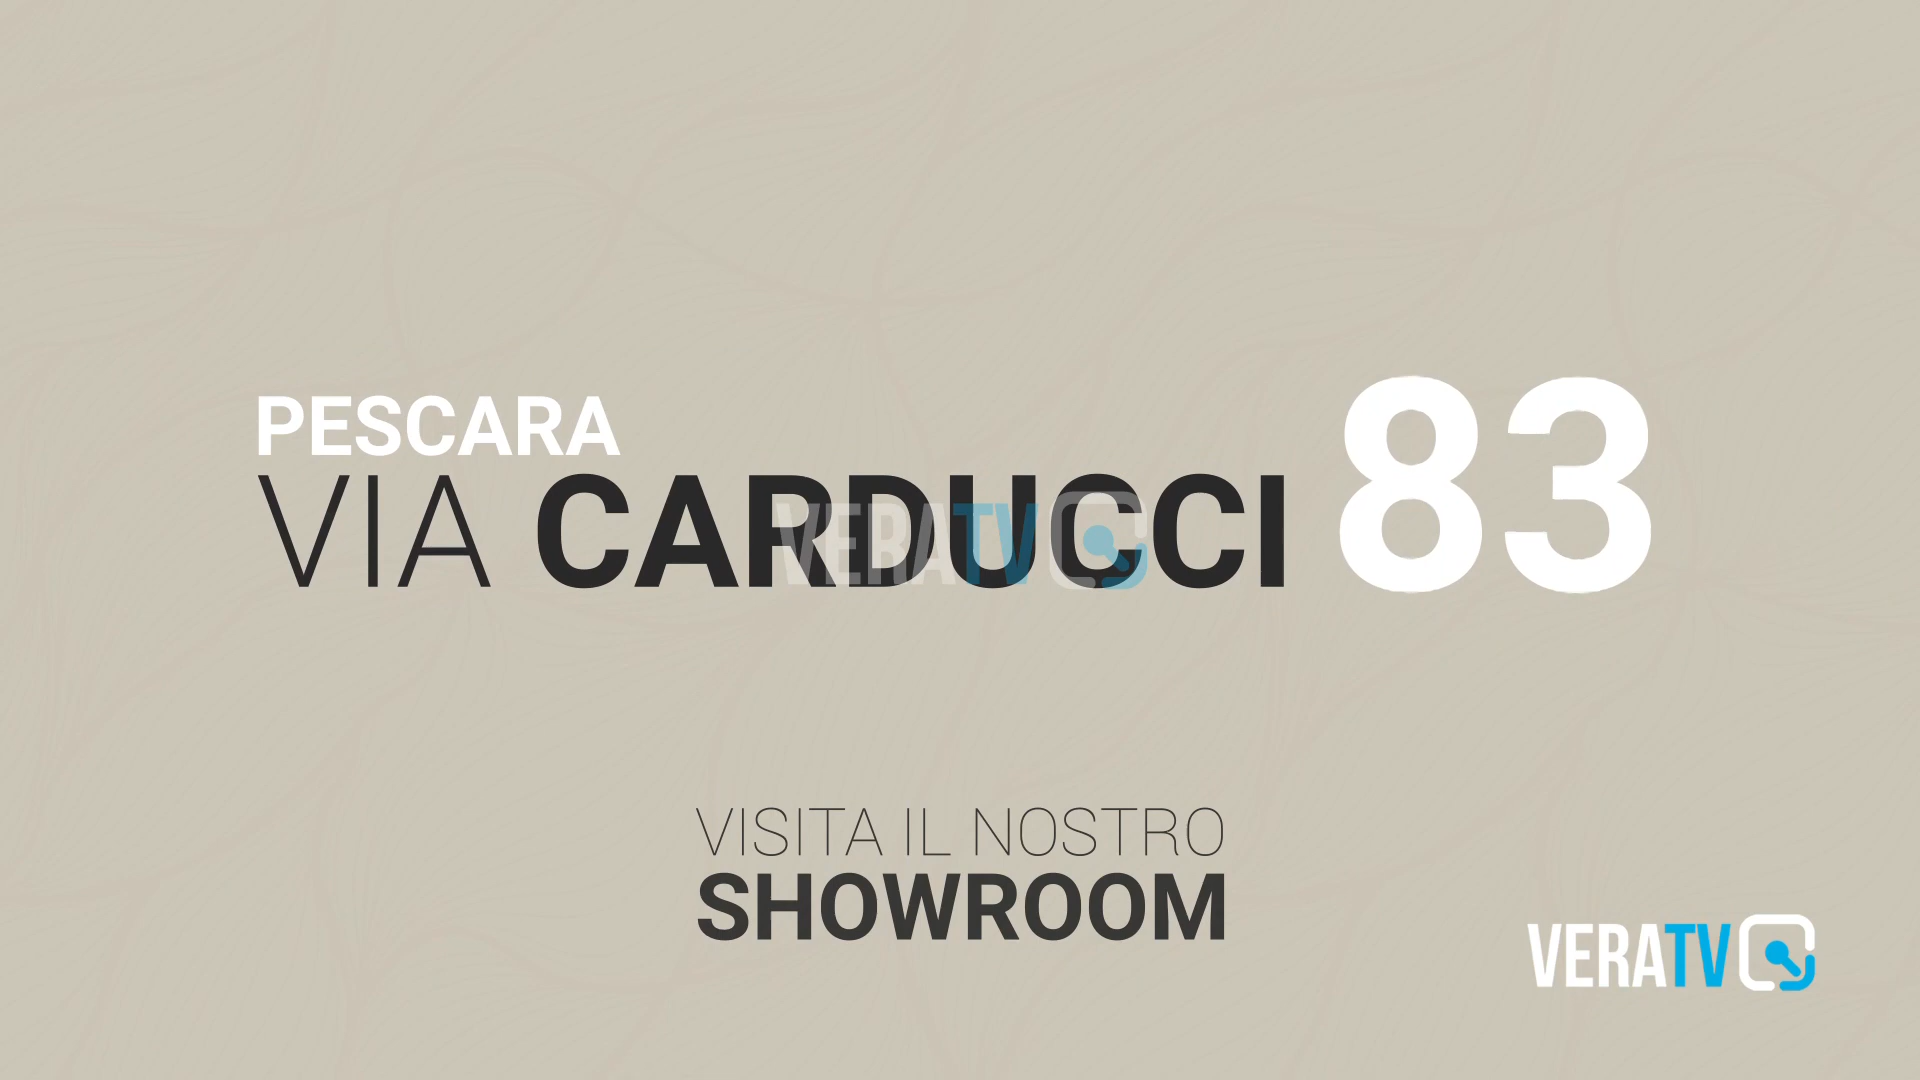 PESCARA
VIA CARDUCCI 83
VERATV
VISITA IL NOSTRO
SHOWROOM
VERATV